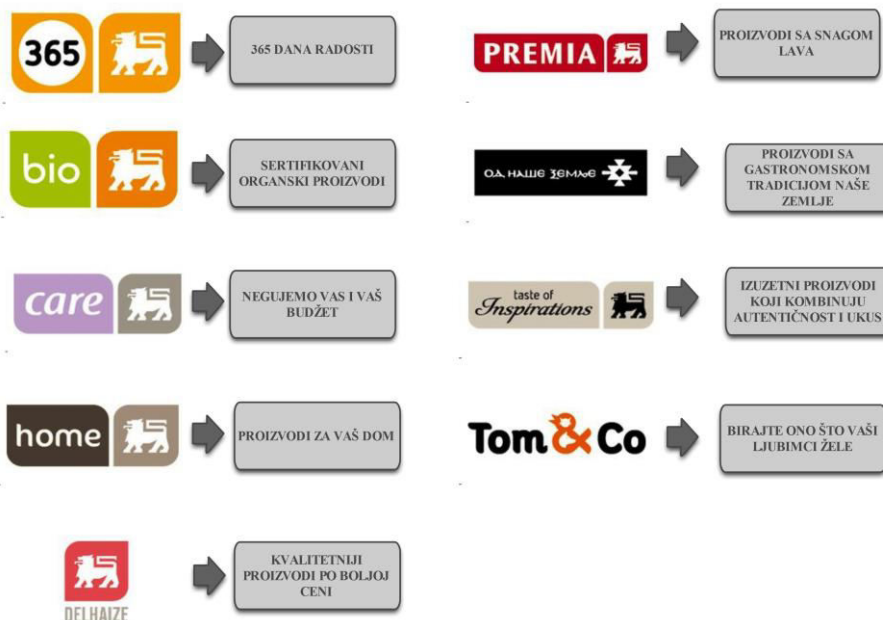 365
365 DANA RADOSTI
PREMIA
PROIZVODI SA SNAGOM
LAVA
bio
SERTIFIKOVANI
ORGANSKI PROIZVODI
ОД НАШЕ ЗЕМЉЕ
PROIZVODI SA
GASTRONOMSKOM
TRADICIJOM NAŠE
ZEMLJE
care
NEGUJEMO VAS I VAŠ
BUDŽET
taste of
Inspirations
IZUZETNI PROIZVODI
KOJI KOMBINUJU
AUTENTIČNOST I UKUS
home
PROIZVODI ZA VAŠ DOM
Tom & Co
BIRAJTE ONO ŠTO VAŠI
LJUBIMCI ŽELE
DELHAIZE
KVALITETNIJI
PROIZVODI PO BOLJOJ
CENI